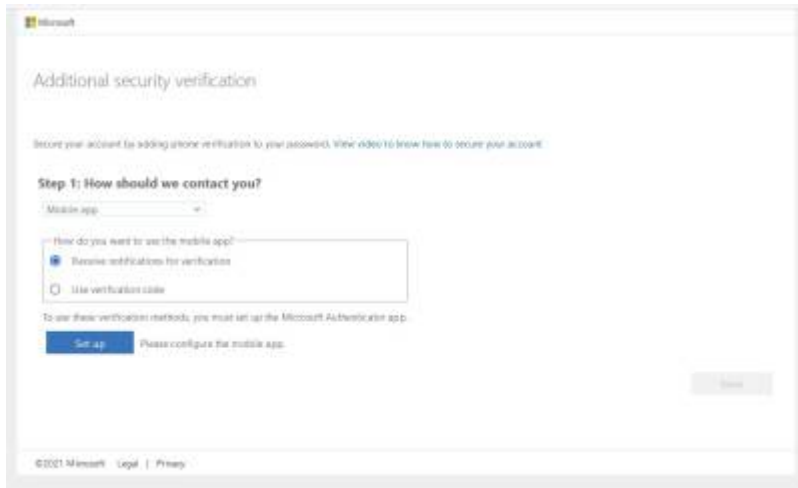 Microsoft
Additional security verification
Secure your account by adding phone verification to your password. View video to know how to secure your account
Step 1: How should we contact you?
Mobile app
How do you want to use the mobile app?
Receive notifications for verification
Use verification code
To use these verification methods, you must set up the Microsoft Authenticator app.
Set up Please configure the mobile app.
Next
©2021 Microsoft Legal | Privacy